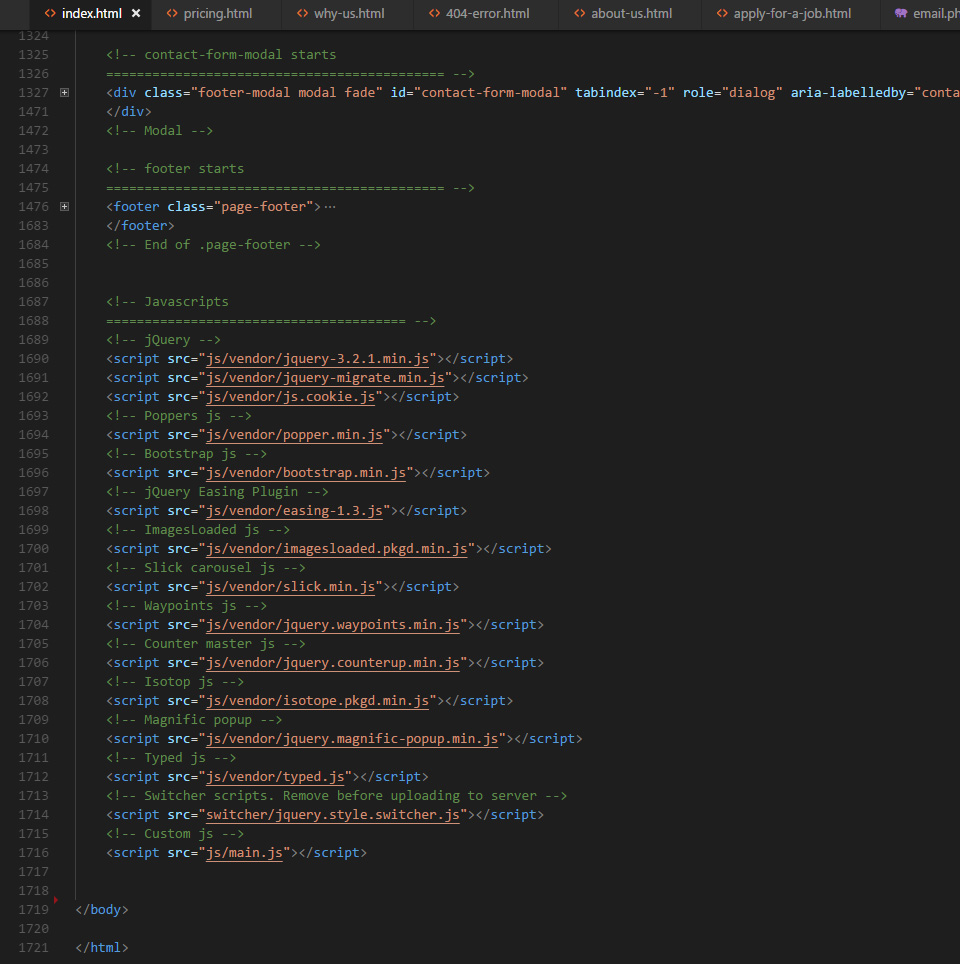 index.html × pricing.html why-us.html 404-error.html about-us.html apply-for-a-job.html email.ph
1324
1325 <!-- contact-form-modal starts
1326 ============================================ -->
1327 <div class="footer-modal modal fade" id="contact-form-modal" tabindex="-1" role="dialog" aria-labelledby="conta
1471 </div>
1472 <!-- Modal -->
1473
1474 <!-- footer starts
1475 ============================================ -->
1476 <footer class="page-footer">···
1683 </footer>
1684 <!-- End of .page-footer -->
1685
1686
1687 <!-- Javascripts
1688 ======================================= -->
1689 <!-- jQuery -->
1690 <script src="js/vendor/jquery-3.2.1.min.js"></script>
1691 <script src="js/vendor/jquery-migrate.min.js"></script>
1692 <script src="js/vendor/js.cookie.js"></script>
1693 <!-- Poppers js -->
1694 <script src="js/vendor/popper.min.js"></script>
1695 <!-- Bootstrap js -->
1696 <script src="js/vendor/bootstrap.min.js"></script>
1697 <!-- jQuery Easing Plugin -->
1698 <script src="js/vendor/easing-1.3.js"></script>
1699 <!-- ImagesLoaded js -->
1700 <script src="js/vendor/imagesloaded.pkgd.min.js"></script>
1701 <!-- Slick carousel js -->
1702 <script src="js/vendor/slick.min.js"></script>
1703 <!-- Waypoints js -->
1704 <script src="js/vendor/jquery.waypoints.min.js"></script>
1705 <!-- Counter master js -->
1706 <script src="js/vendor/jquery.counterup.min.js"></script>
1707 <!-- Isotop js -->
1708 <script src="js/vendor/isotope.pkgd.min.js"></script>
1709 <!-- Magnific popup -->
1710 <script src="js/vendor/jquery.magnific-popup.min.js"></script>
1711 <!-- Typed js -->
1712 <script src="js/vendor/typed.js"></script>
1713 <!-- Switcher scripts. Remove before uploading to server -->
1714 <script src="switcher/jquery.style.switcher.js"></script>
1715 <!-- Custom js -->
1716 <script src="js/main.js"></script>
1717
1718
1719 </body>
1720
1721 </html>